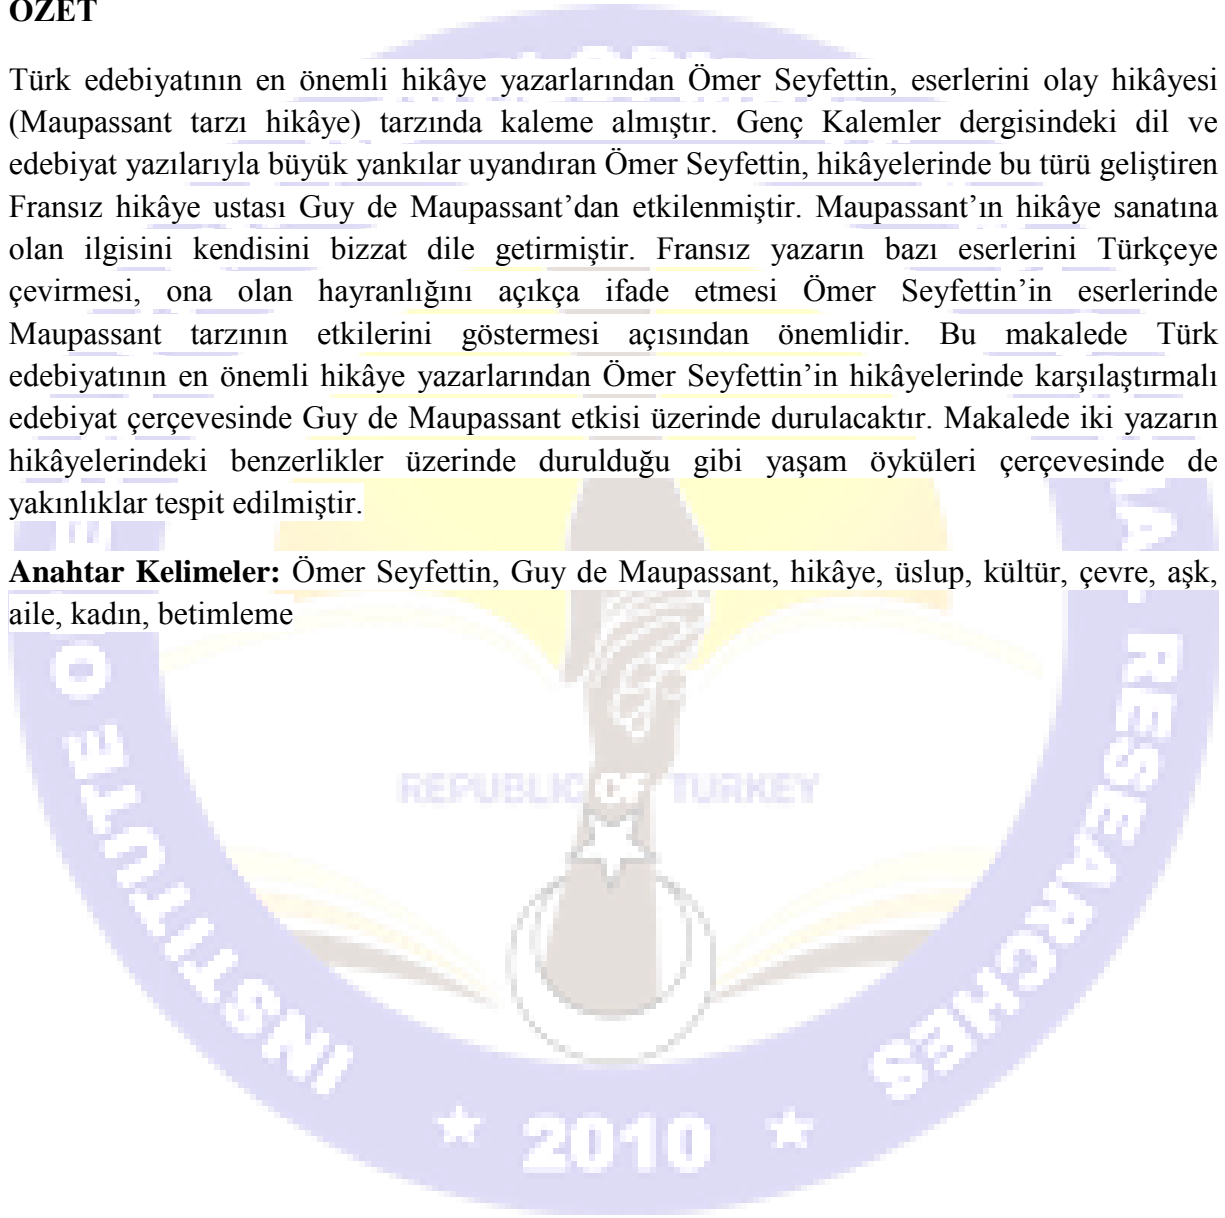 ÖZET
Türk edebiyatının en önemli hikâye yazarlarından Ömer Seyfettin, eserlerini olay hikâyesi
(Maupassant tarzı hikâye) tarzında kaleme almıştır. Genç Kalemler dergisindeki dil ve
edebiyat yazılarıyla büyük yankılar uyandıran Ömer Seyfettin, hikâyelerinde bu türü geliştiren
Fransız hikâye ustası Guy de Maupassant’dan etkilenmiştir. Maupassant’ın hikâye sanatına
olan ilgisini kendisini bizzat dile getirmiştir. Fransız yazarın bazı eserlerini Türkçeye
çevirmesi, ona olan hayranlığını açıkça ifade etmesi Ömer Seyfettin’in eserlerinde
Maupassant tarzının etkilerini göstermesi açısından önemlidir. Bu makalede Türk
edebiyatının en önemli hikâye yazarlarından Ömer Seyfettin’in hikâyelerinde karşılaştırmalı
edebiyat çerçevesinde Guy de Maupassant etkisi üzerinde durulacaktır. Makalede iki yazarın
hikâyelerindeki benzerlikler üzerinde durulduğu gibi yaşam öyküleri çerçevesinde de
yakınlıklar tespit edilmiştir.
Anahtar Kelimeler: Ömer Seyfettin, Guy de Maupassant, hikâye, üslup, kültür, çevre, aşk,
aile, kadın, betimleme
REPUBLIC OF TURKEY
INSTITUTE O
RESEARCHES
2010